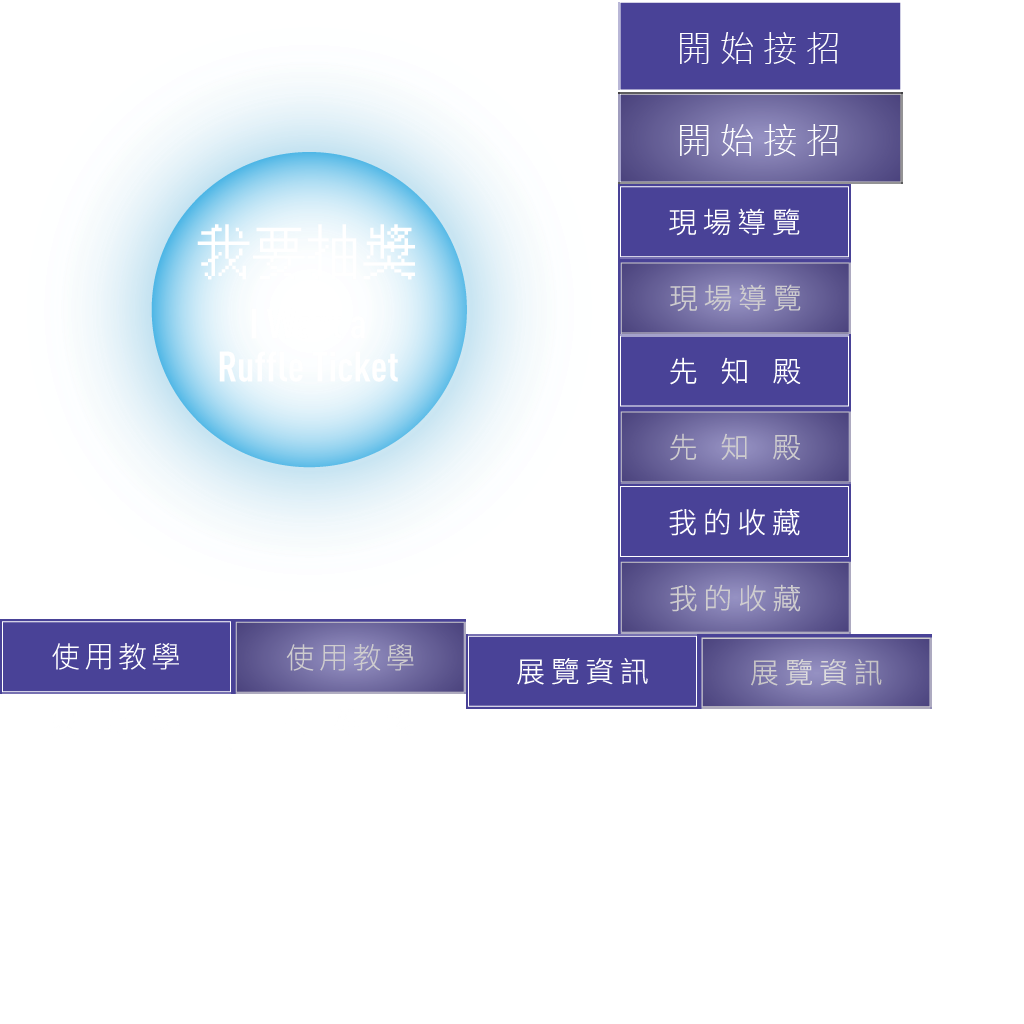 開始接招
開始接招
現場導覽
我要抽獎
現場導覽
Ruffle Ticket
先知殿
先知殿
我的收藏
我的收藏
使用教學
使用教學
展覽資訊
展覽資訊